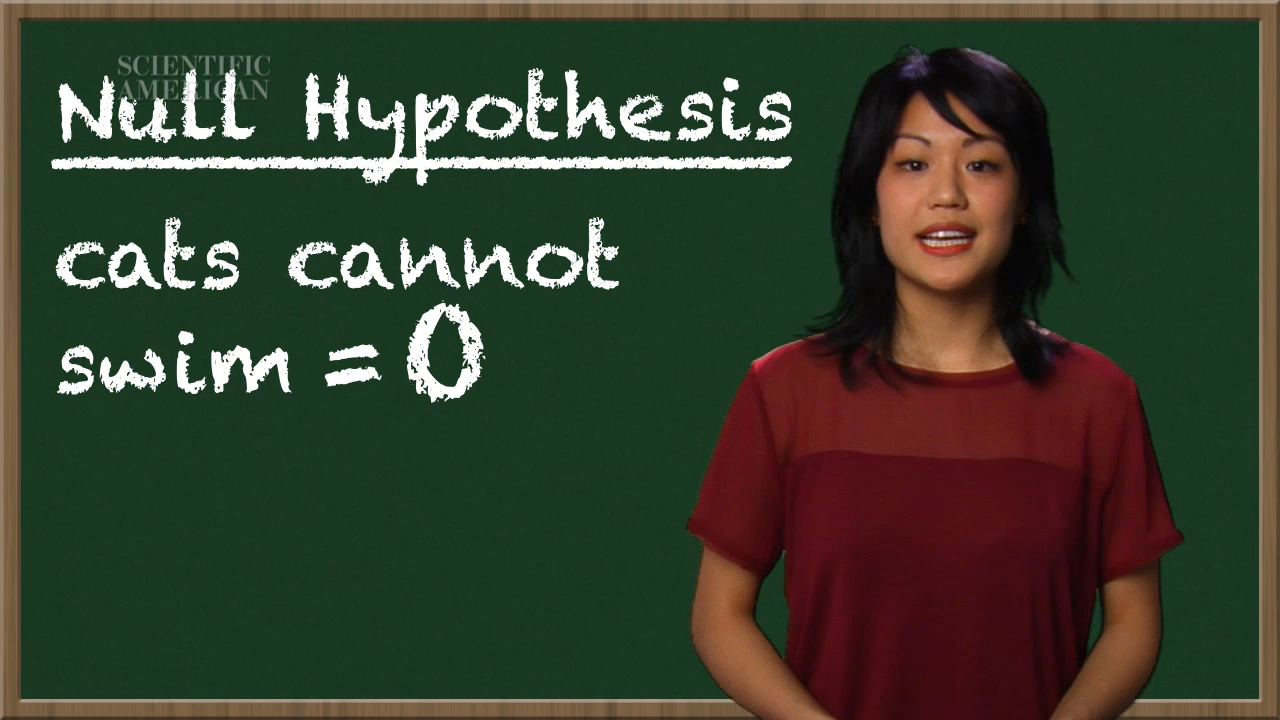 SCIENTIFIC
AMERICAN
Null Hypothesis
cats cannot
swim = 0